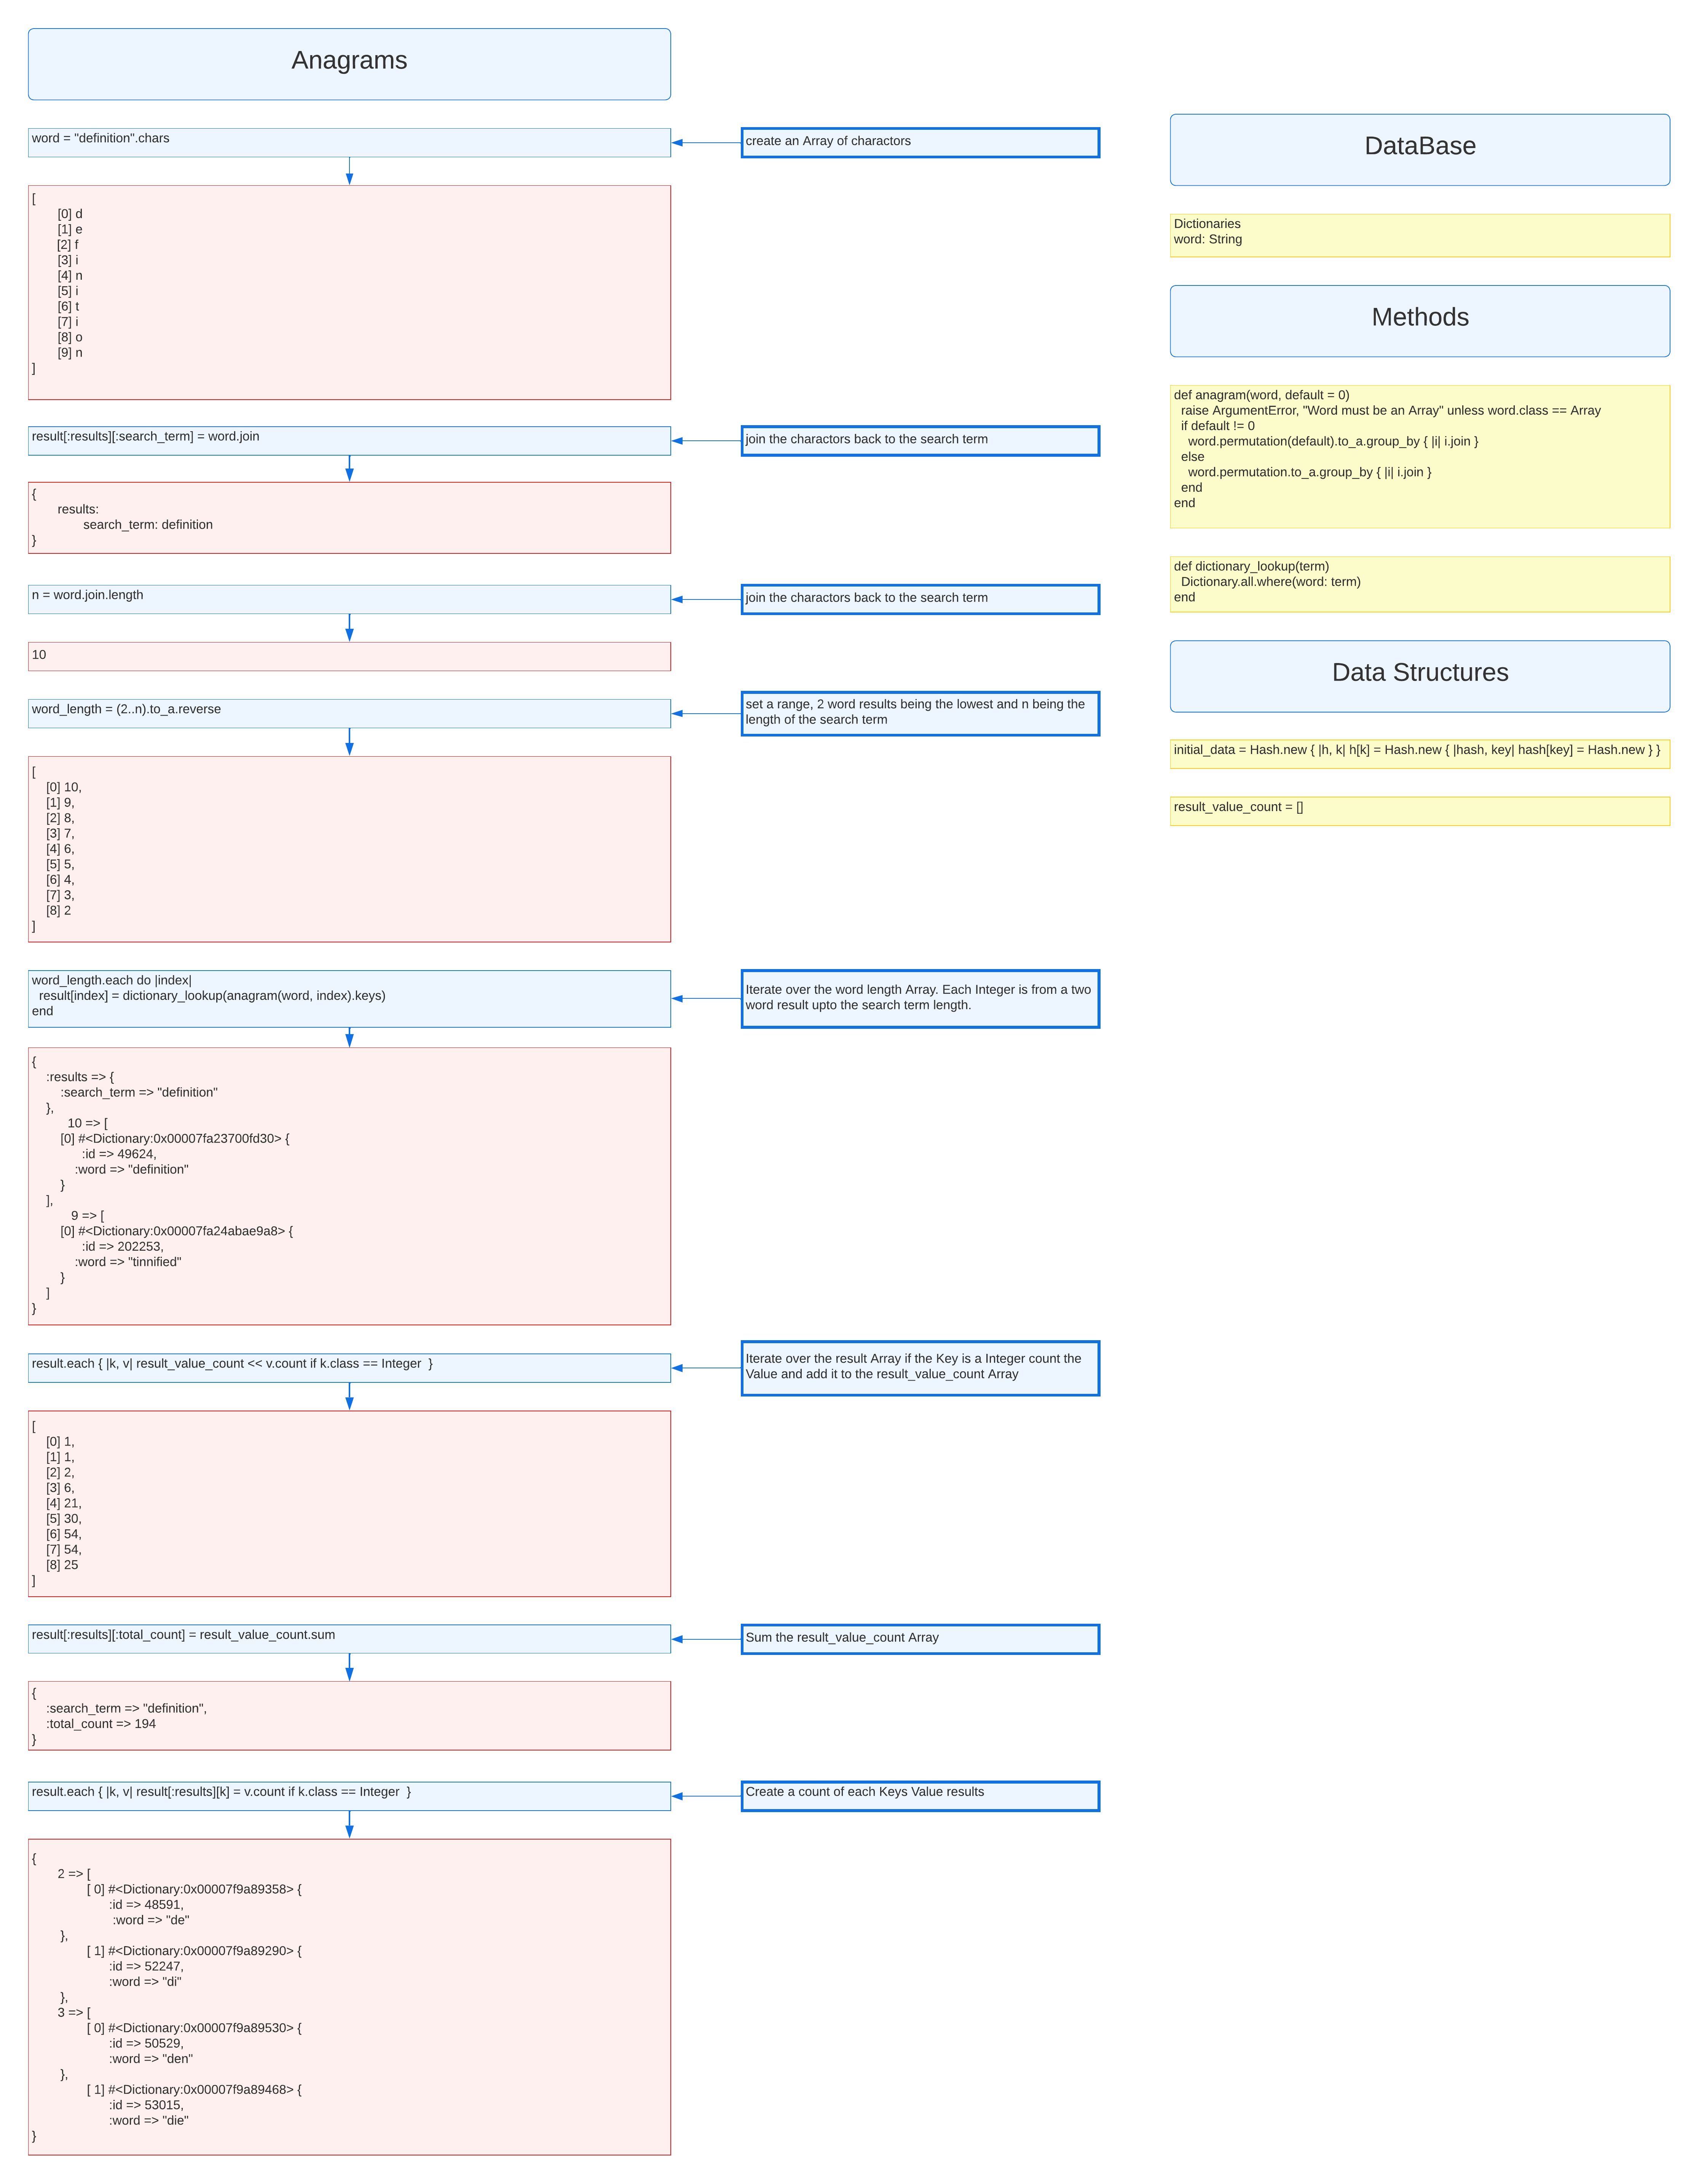 Anagrams
word = "definition".chars
create an Array of charactors
[
[0] d
[1] e
[2] f
[3] i
[4] n
[5] i
[6] t
[7] i
[8] o
[9] n
]
result[:results][:search_term] = word.join
join the charactors back to the search term
{
results:
search_term: definition
}
n = word.join.length
join the charactors back to the search term
10
word_length = (2..n).to_a.reverse
set a range, 2 word results being the lowest and n being the
length of the search term
[
[0] 10,
[1] 9,
[2] 8,
[3] 7,
[4] 6,
[5] 5,
[6] 4,
[7] 3,
[8] 2
]
word_length.each do |index|
result[index] = dictionary_lookup(anagram(word, index).keys)
end
Iterate over the word length Array. Each Integer is from a two
word result upto the search term length.
{
:results => {
:search_term => "definition"
},
10 => [
[0] #<Dictionary:0x00007fa23700fd30> {
:id => 49624,
:word => "definition"
}
],
9 => [
[0] #<Dictionary:0x00007fa24abae9a8> {
:id => 202253,
:word => "tinnified"
}
]
}
result.each { |k, v| result_value_count << v.count if k.class == Integer  }
Iterate over the result Array if the Key is a Integer count the
Value and add it to the result_value_count Array
[
[0] 1,
[1] 1,
[2] 2,
[3] 6,
[4] 21,
[5] 30,
[6] 54,
[7] 54,
[8] 25
]
result[:results][:total_count] = result_value_count.sum
Sum the result_value_count Array
{
:search_term => "definition",
:total_count => 194
}
result.each { |k, v| result[:results][k] = v.count if k.class == Integer  }
Create a count of each Keys Value results
{
2 => [
[ 0] #<Dictionary:0x00007f9a89358> {
:id => 48591,
:word => "de"
},
[ 1] #<Dictionary:0x00007f9a89290> {
:id => 52247,
:word => "di"
},
3 => [
[ 0] #<Dictionary:0x00007f9a89530> {
:id => 50529,
:word => "den"
},
[ 1] #<Dictionary:0x00007f9a89468> {
:id => 53015,
:word => "die"
}
DataBase
Dictionaries
word: String
Methods
def anagram(word, default = 0)
raise ArgumentError, "Word must be an Array" unless word.class == Array
if default != 0
word.permutation(default).to_a.group_by { |i| i.join }
else
word.permutation.to_a.group_by { |i| i.join }
end
end
def dictionary_lookup(term)
Dictionary.all.where(word: term)
end
Data Structures
initial_data = Hash.new { |h, k| h[k] = Hash.new { |hash, key| hash[key] = Hash.new } }
result_value_count = []